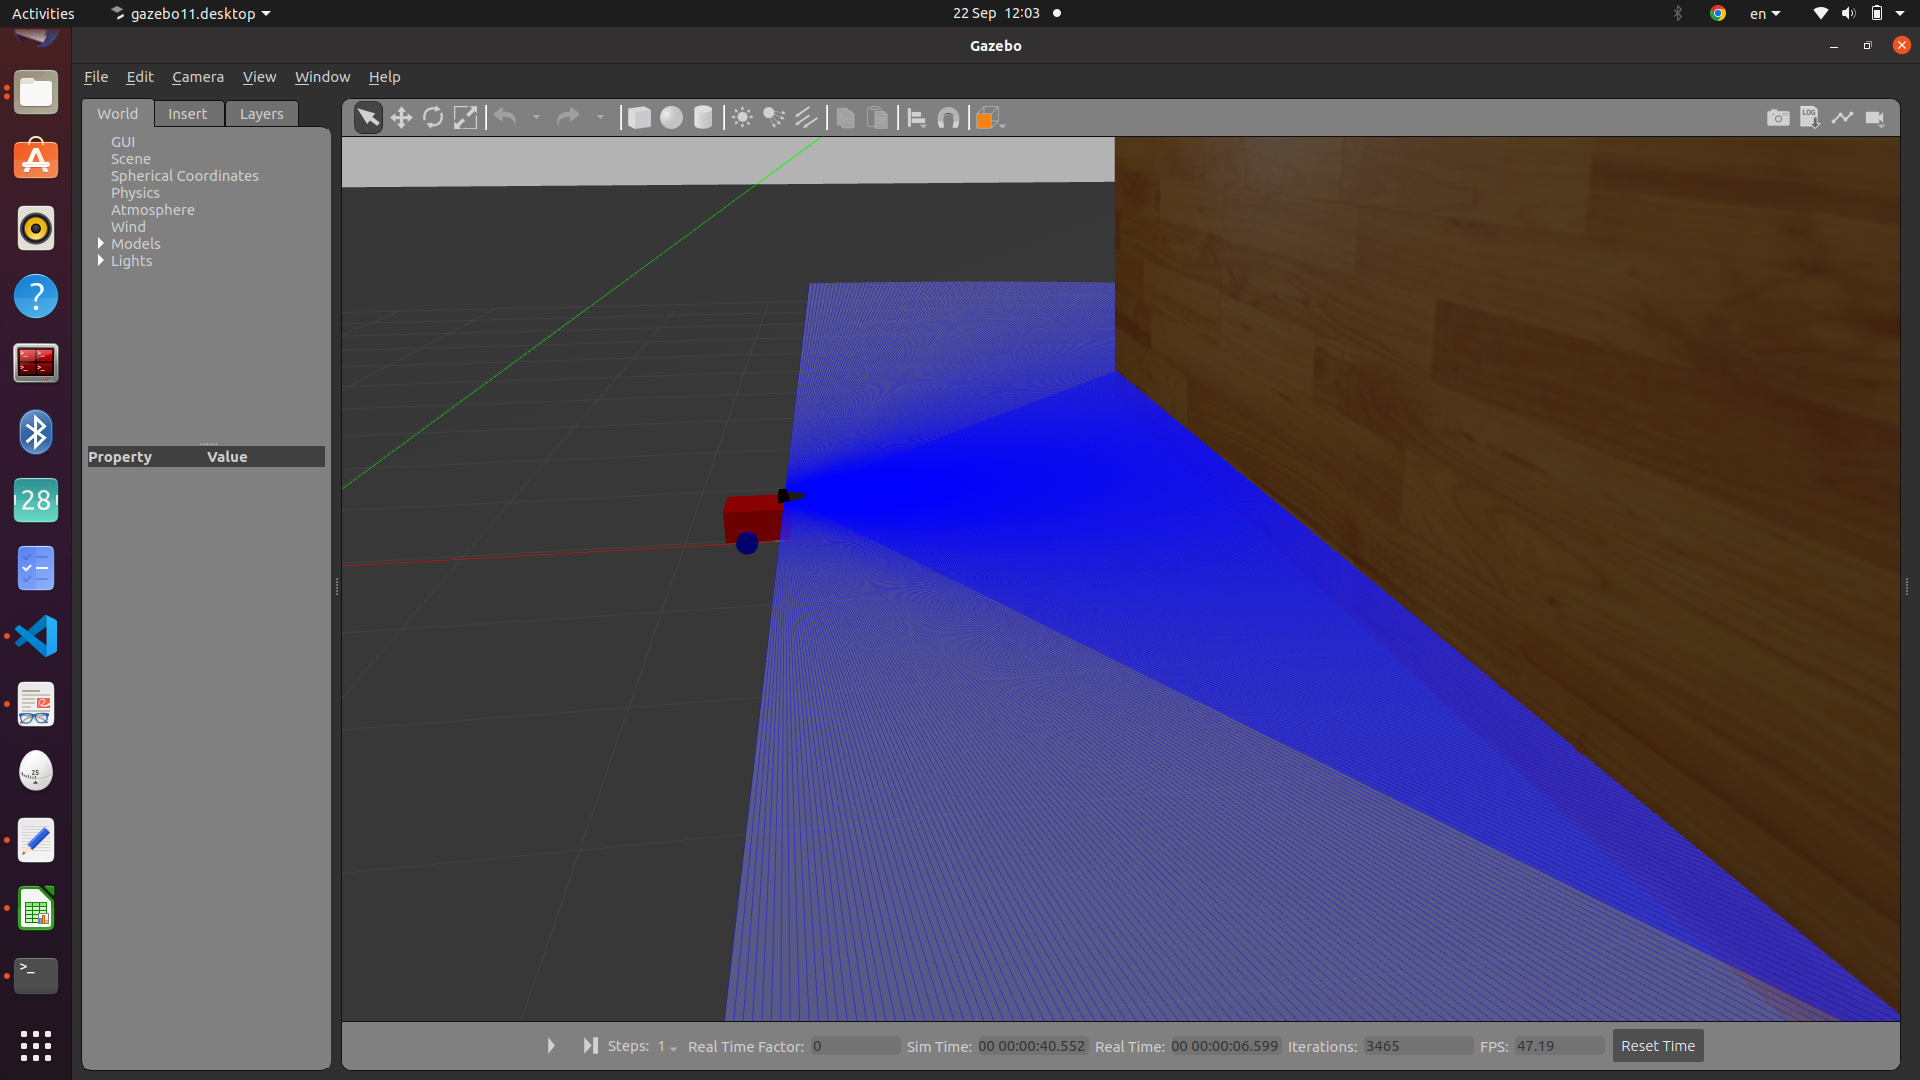 Activities
gazebo11.desktop
22 Sep 12:03
en
Gazebo
File Edit Camera View Window Help
World Insert Layers
GUI
Scene
Spherical Coordinates
Physics
Atmosphere
Wind
Models
Lights
Property Value
LOG
28
25
>_
Steps: 1 Real Time Factor: 0 Sim Time: 00 00:00:40.552 Real Time: 00 00:00:06.599 Iterations: 3465 FPS: 47.19 Reset Time